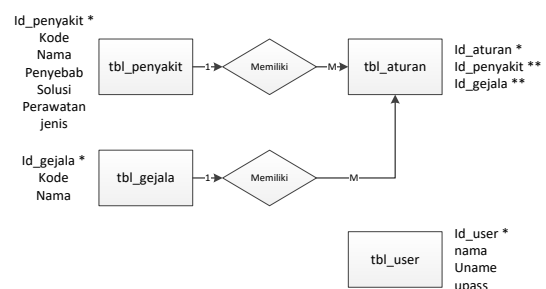 Id_penyakit *
Kode
Nama
Penyebab
Solusi
Perawatan
jenis
tbl_penyakit
1
Memiliki
M
tbl_aturan
Id_aturan *
Id_penyakit **
Id_gejala **
Id_gejala *
Kode
Nama
tbl_gejala
1
Memiliki
M
tbl_user
Id_user *
nama
Uname
upass